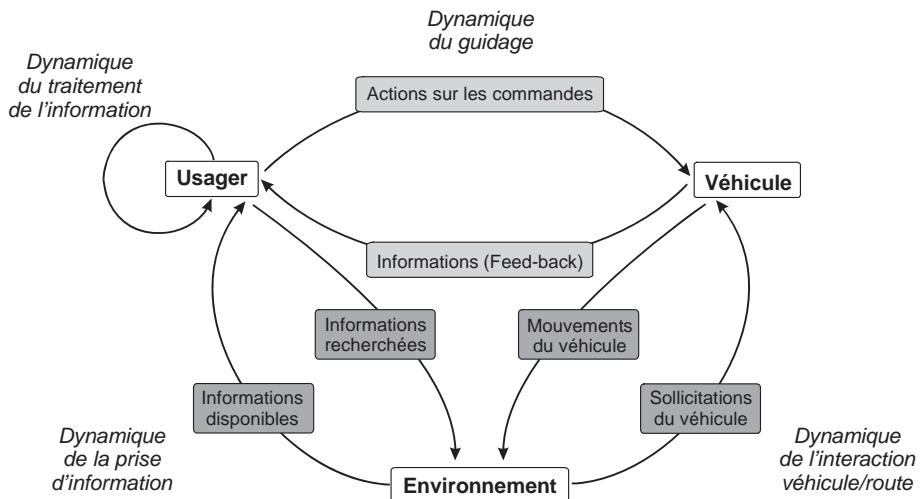 Dynamique
du guidage
Dynamique
du traitement
de l'information
Actions sur les commandes
Usager
Véhicule
Informations (Feed-back)
Informations
recherchées
Mouvements
du véhicule
Informations
disponibles
Sollicitations
du véhicule
Dynamique
de la prise
d'information
Dynamique
de l'interaction
véhicule/route
Environnement